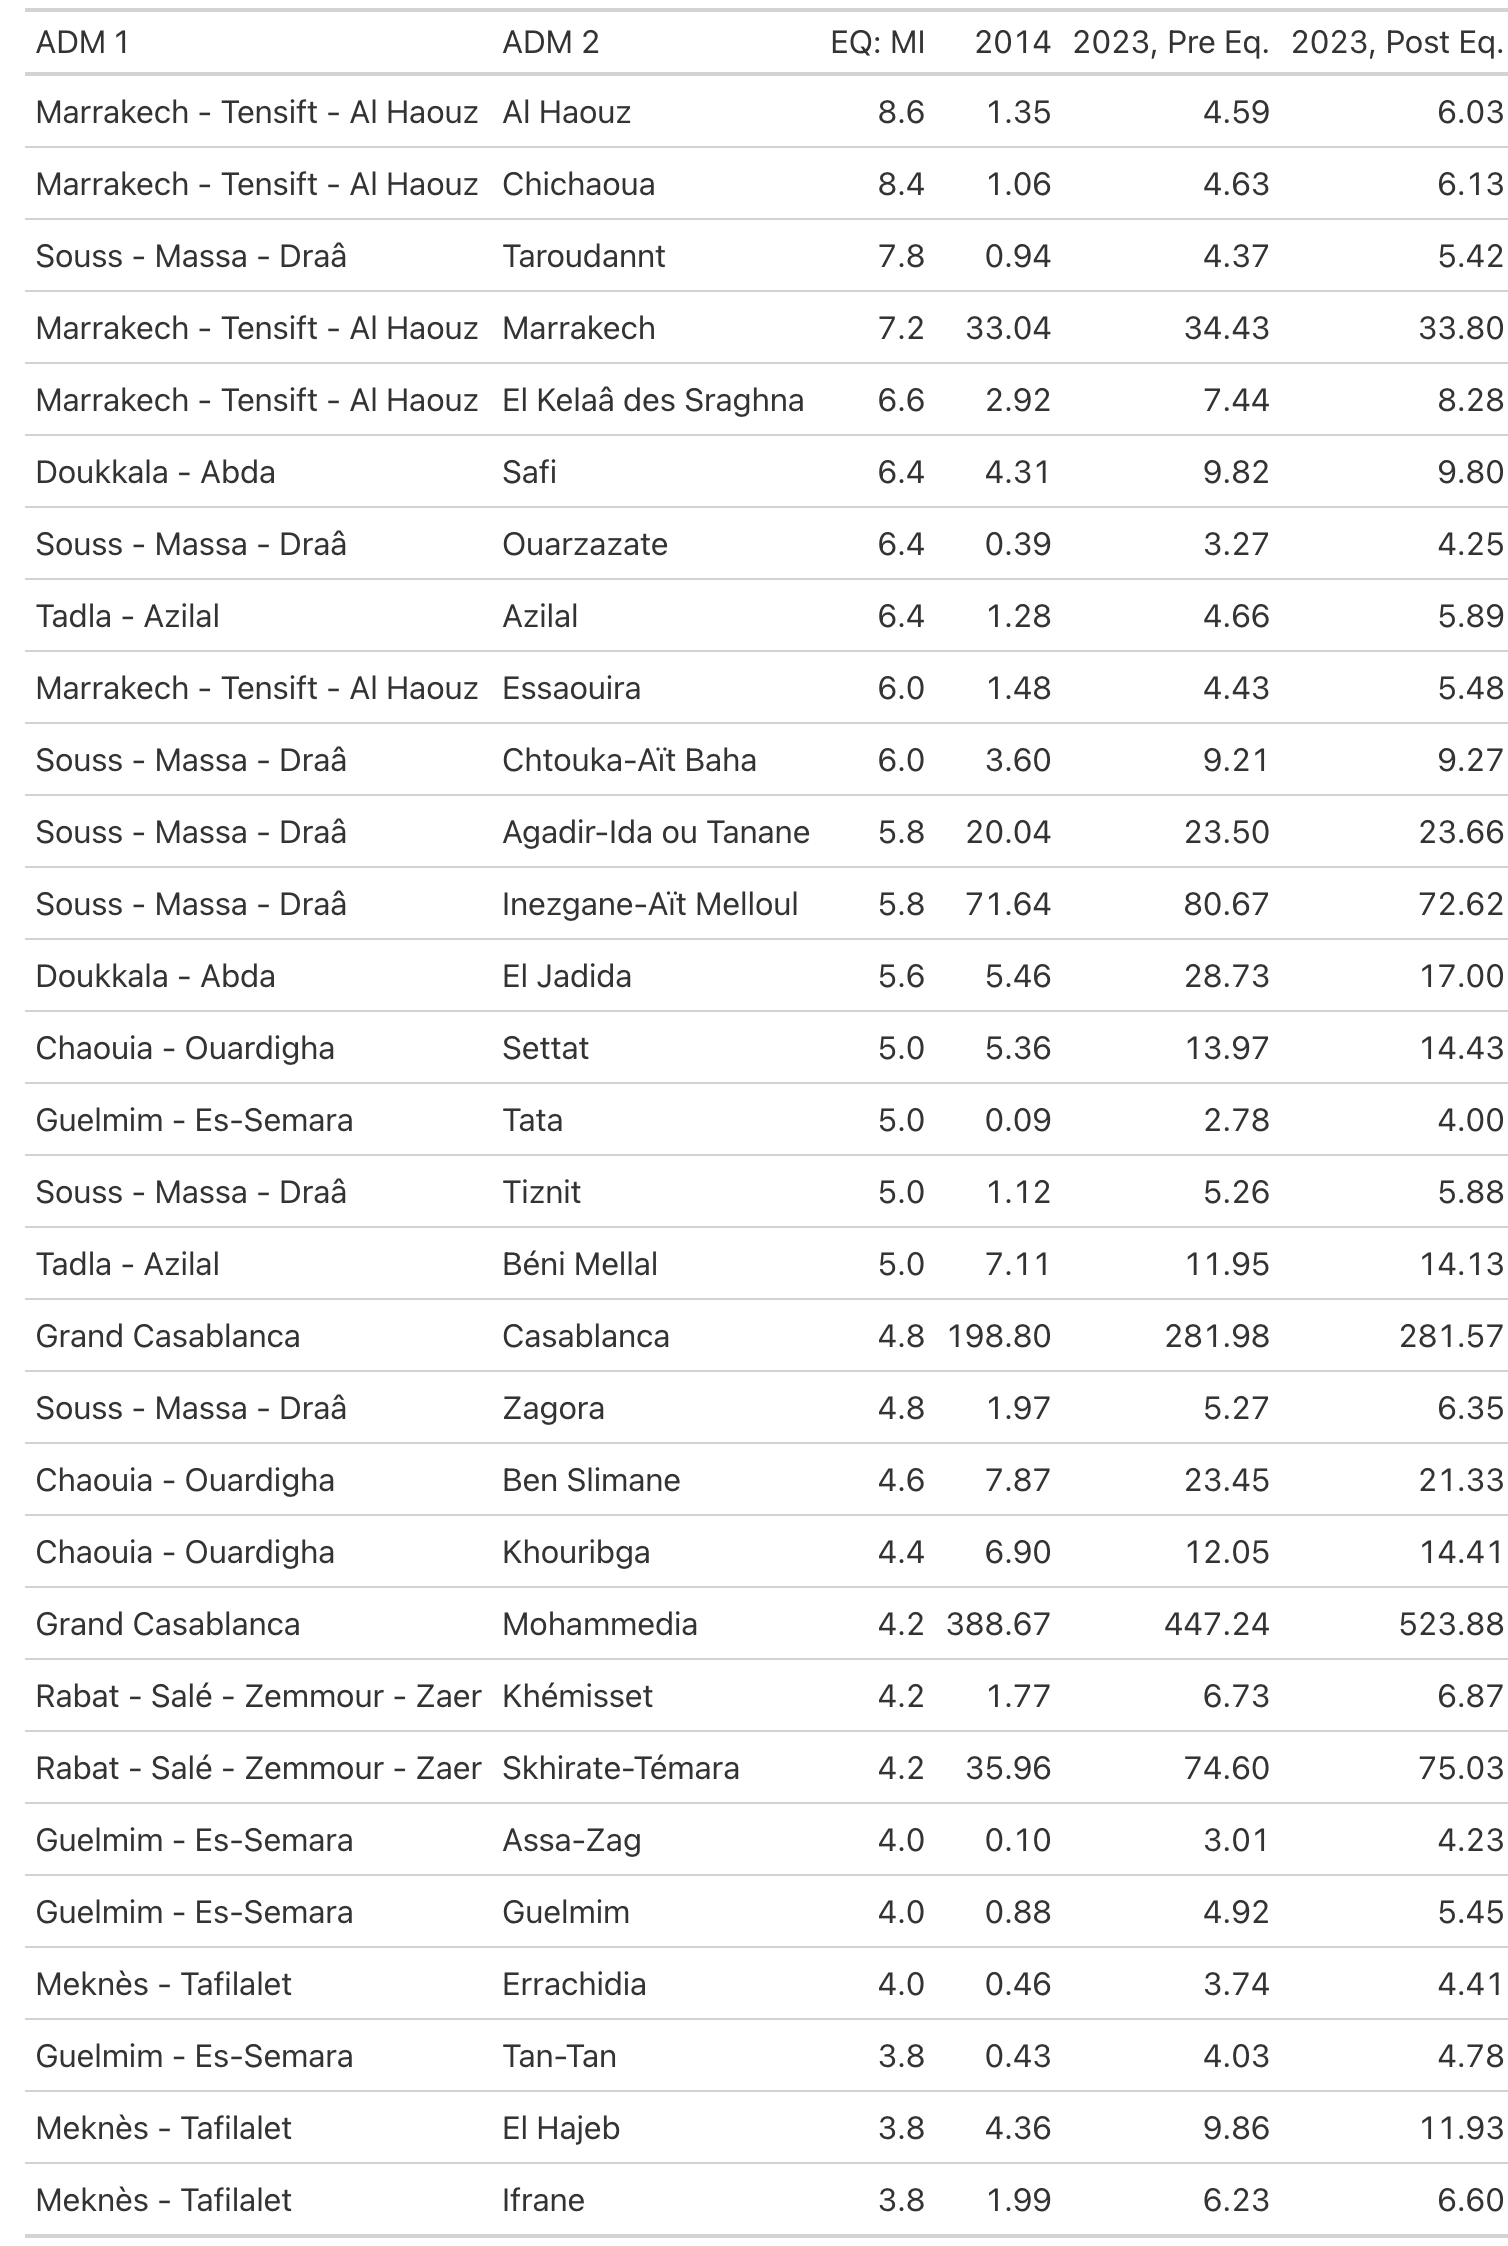 ADM 1 ADM 2 EQ: MI 2014 2023, Pre Eq. 2023, Post Eq.
Marrakech - Tensift - Al Haouz Al Haouz 8.6 1.35 4.59 6.03
Marrakech - Tensift - Al Haouz Chichaoua 8.4 1.06 4.63 6.13
Souss - Massa - Draâ Taroudannt 7.8 0.94 4.37 5.42
Marrakech - Tensift - Al Haouz Marrakech 7.2 33.04 34.43 33.80
Marrakech - Tensift - Al Haouz El Kelaâ des Sraghna 6.6 2.92 7.44 8.28
Doukkala - Abda Safi 6.4 4.31 9.82 9.80
Souss - Massa - Draâ Ouarzazate 6.4 0.39 3.27 4.25
Tadla - Azilal Azilal 6.4 1.28 4.66 5.89
Marrakech - Tensift - Al Haouz Essaouira 6.0 1.48 4.43 5.48
Souss - Massa - Draâ Chtouka-Aït Baha 6.0 3.60 9.21 9.27
Souss - Massa - Draâ Agadir-Ida ou Tanane 5.8 20.04 23.50 23.66
Souss - Massa - Draâ Inezgane-Aït Melloul 5.8 71.64 80.67 72.62
Doukkala - Abda El Jadida 5.6 5.46 28.73 17.00
Chaouia - Ouardigha Settat 5.0 5.36 13.97 14.43
Guelmim - Es-Semara Tata 5.0 0.09 2.78 4.00
Souss - Massa - Draâ Tiznit 5.0 1.12 5.26 5.88
Tadla - Azilal Béni Mellal 5.0 7.11 11.95 14.13
Grand Casablanca Casablanca 4.8 198.80 281.98 281.57
Souss - Massa - Draâ Zagora 4.8 1.97 5.27 6.35
Chaouia - Ouardigha Ben Slimane 4.6 7.87 23.45 21.33
Chaouia - Ouardigha Khouribga 4.4 6.90 12.05 14.41
Grand Casablanca Mohammedia 4.2 388.67 447.24 523.88
Rabat - Salé - Zemmour - Zaer Khémisset 4.2 1.77 6.73 6.87
Rabat - Salé - Zemmour - Zaer Skhirate-Témara 4.2 35.96 74.60 75.03
Guelmim - Es-Semara Assa-Zag 4.0 0.10 3.01 4.23
Guelmim - Es-Semara Guelmim 4.0 0.88 4.92 5.45
Meknès - Tafilalet Errachidia 4.0 0.46 3.74 4.41
Guelmim - Es-Semara Tan-Tan 3.8 0.43 4.03 4.78
Meknès - Tafilalet El Hajeb 3.8 4.36 9.86 11.93
Meknès - Tafilalet Ifrane 3.8 1.99 6.23 6.60